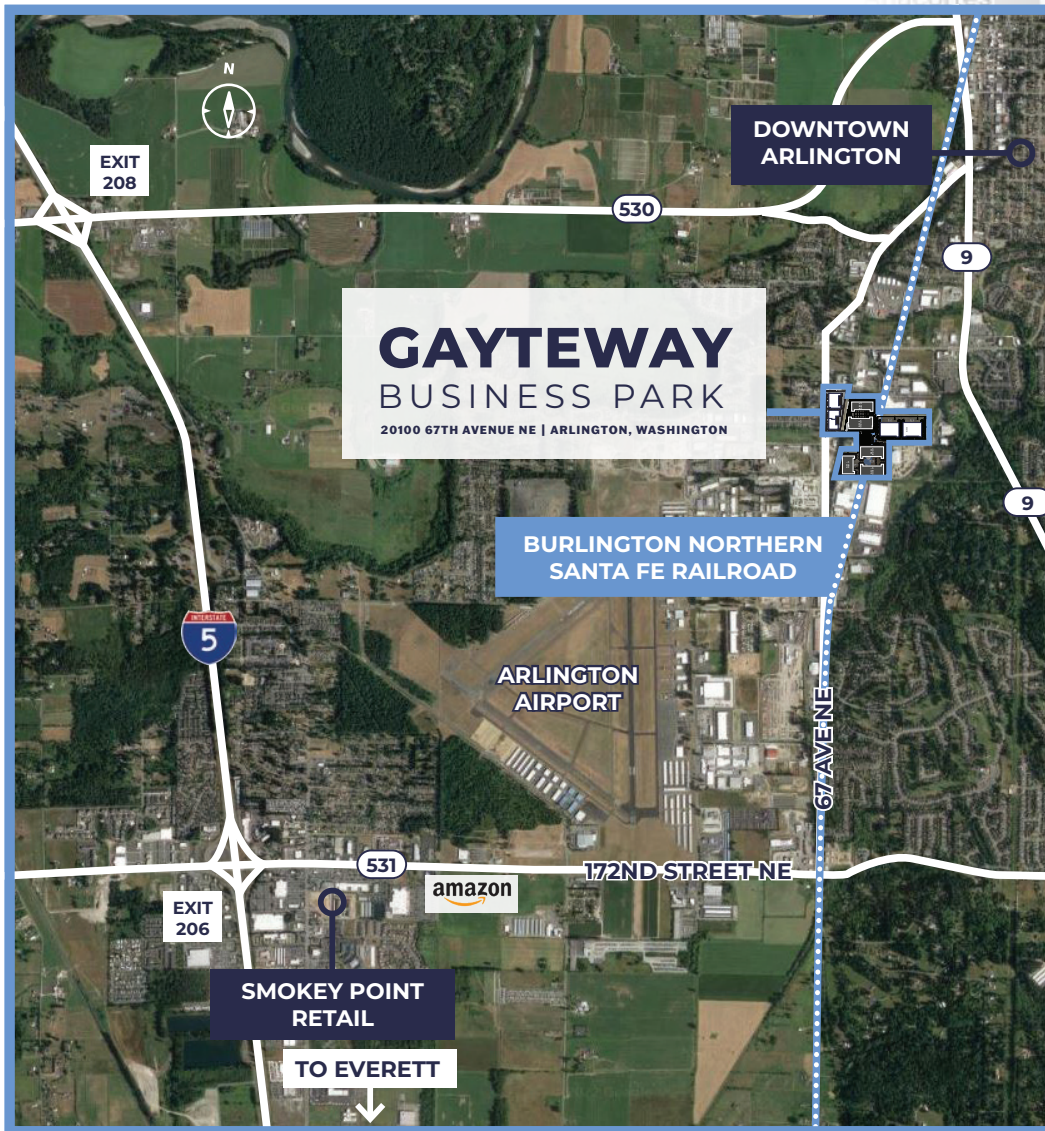 N
EXIT
208
DOWNTOWN
ARLINGTON
530
9
GAYTEWAY
BUSINESS PARK
20100 67TH AVENUE NE | ARLINGTON, WASHINGTON
9
BURLINGTON NORTHERN
SANTA FE RAILROAD
INTERSTATE
5
ARLINGTON
AIRPORT
67 AVE NE
531
172ND STREET NE
amazon
EXIT
206
SMOKEY POINT
RETAIL
TO EVERETT